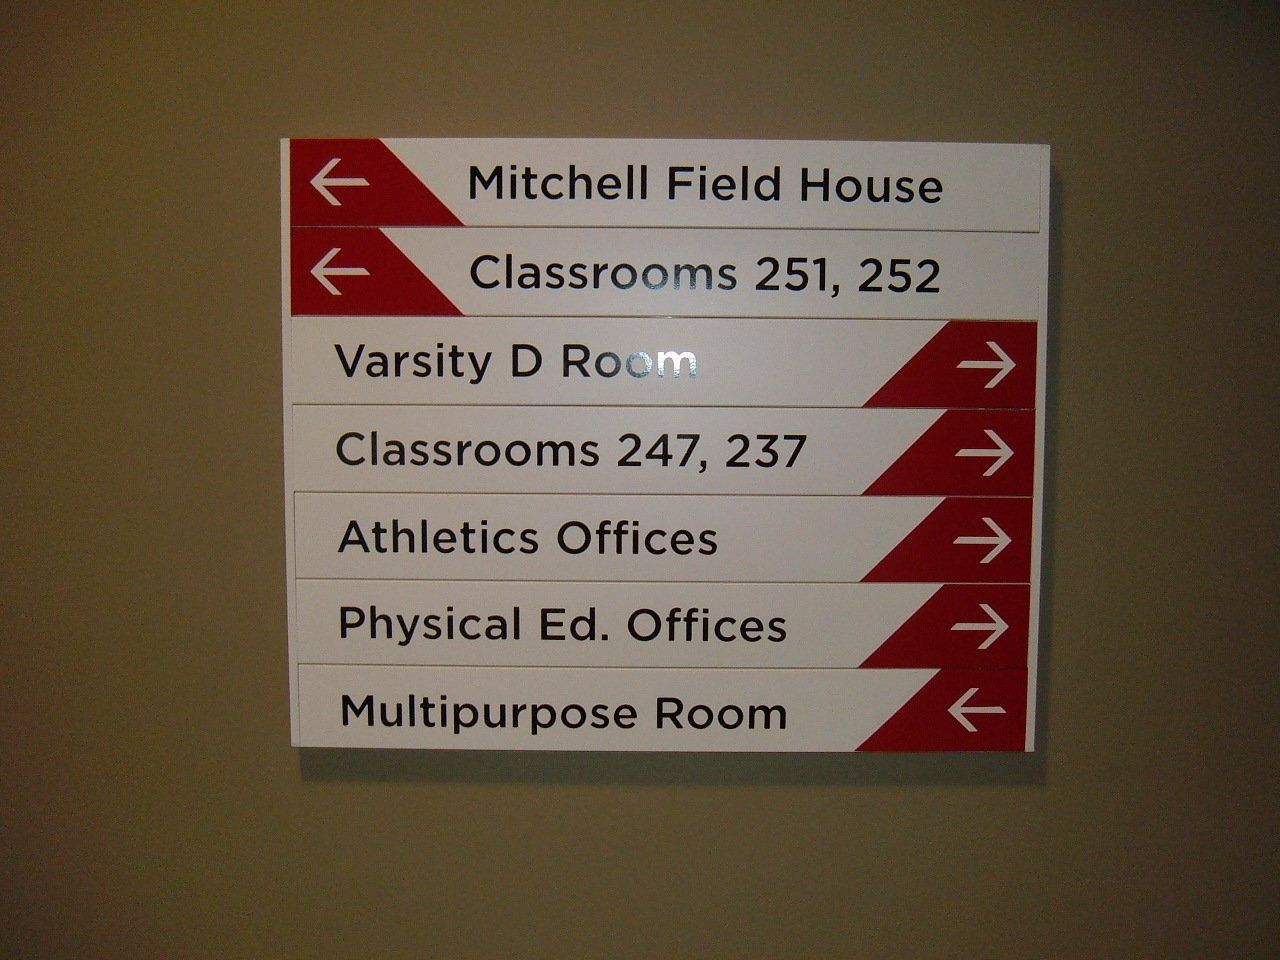 Mitchell Field House
Classrooms 251, 252
Varsity D Room
Classrooms 247, 237
Athletics Offices
Physical Ed. Offices
Multipurpose Room